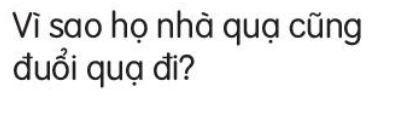 Vì sao họ nhà quạ cũng
đuổi quạ đi?